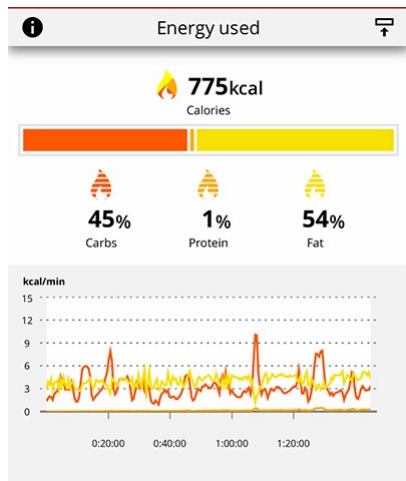 Energy used
775kcal
Calories
45% 1% 54%
Carbs Protein Fat
kcal/min
15
12
9
6
3
0
0:20:00 0:40:00 1:00:00 1:20:00